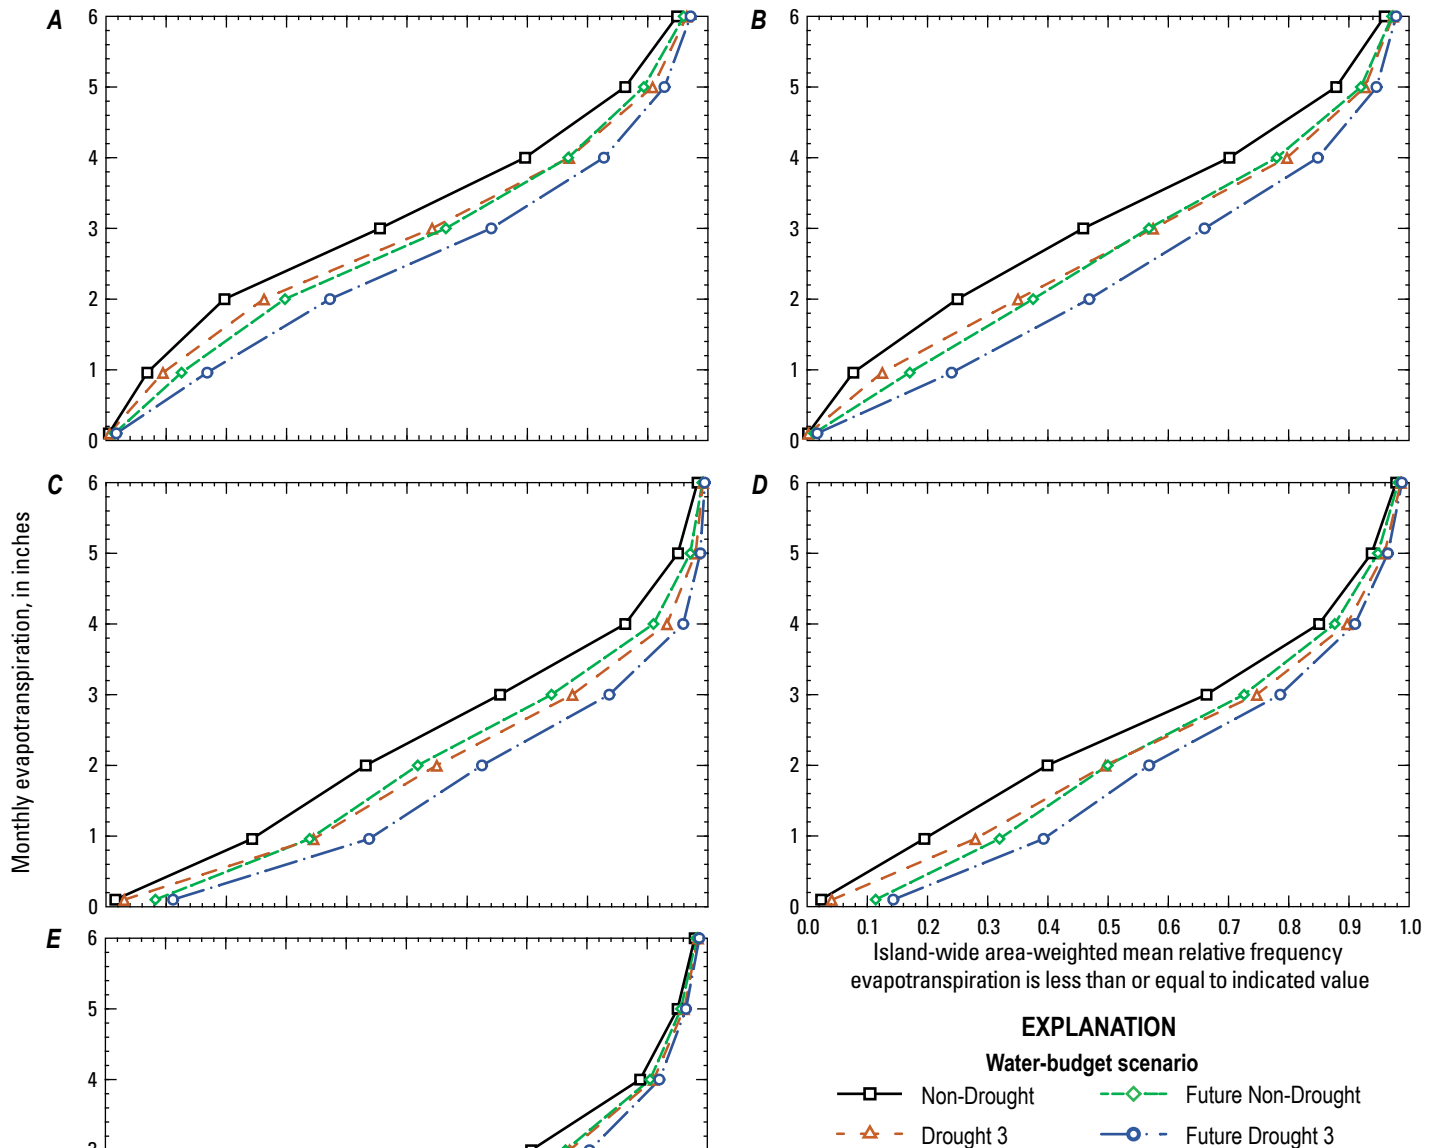 A
6
5
4
3
2
1
0
B
6
5
4
3
2
1
0
C
6
5
4
3
2
1
0
D
6
5
4
3
2
1
0
0.0 0.1 0.2 0.3 0.4 0.5 0.6 0.7 0.8 0.9 1.0
Island-wide area-weighted mean relative frequency
evapotranspiration is less than or equal to indicated value
Monthly evapotranspiration, in inches
E
6
5
4
EXPLANATION
Water-budget scenario
Non-Drought
Future Non-Drought
Drought 3
Future Drought 3